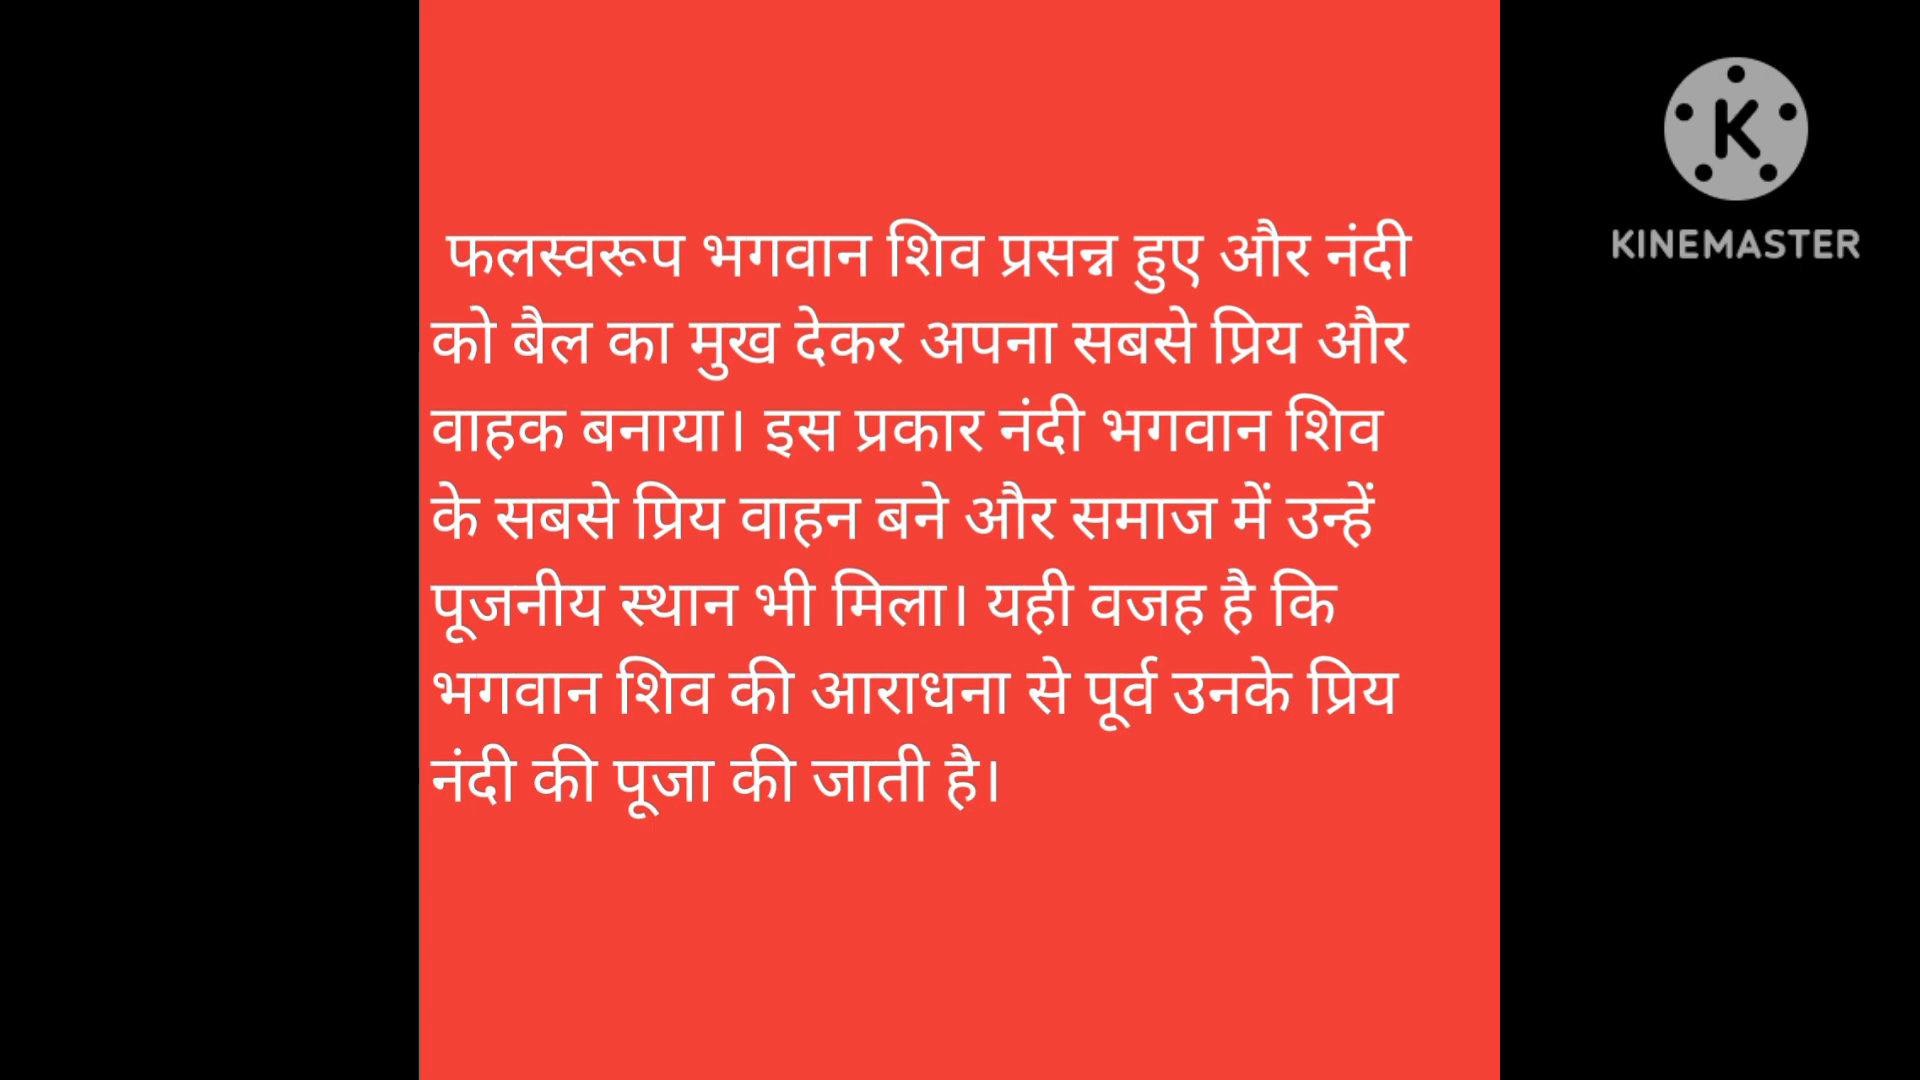 फलस्वरूप भगवान शिव प्रसन्न हुए और नंदी
को बैल का मुख देकर अपना सबसे प्रिय और
वाहक बनाया। इस प्रकार नंदी भगवान शिव
के सबसे प्रिय वाहन बने और समाज में उन्हें
पूजनीय स्थान भी मिला। यही वजह है कि
भगवान शिव की आराधना से पूर्व उनके प्रिय
नंदी की पूजा की जाती है।
K
KINEMASTER